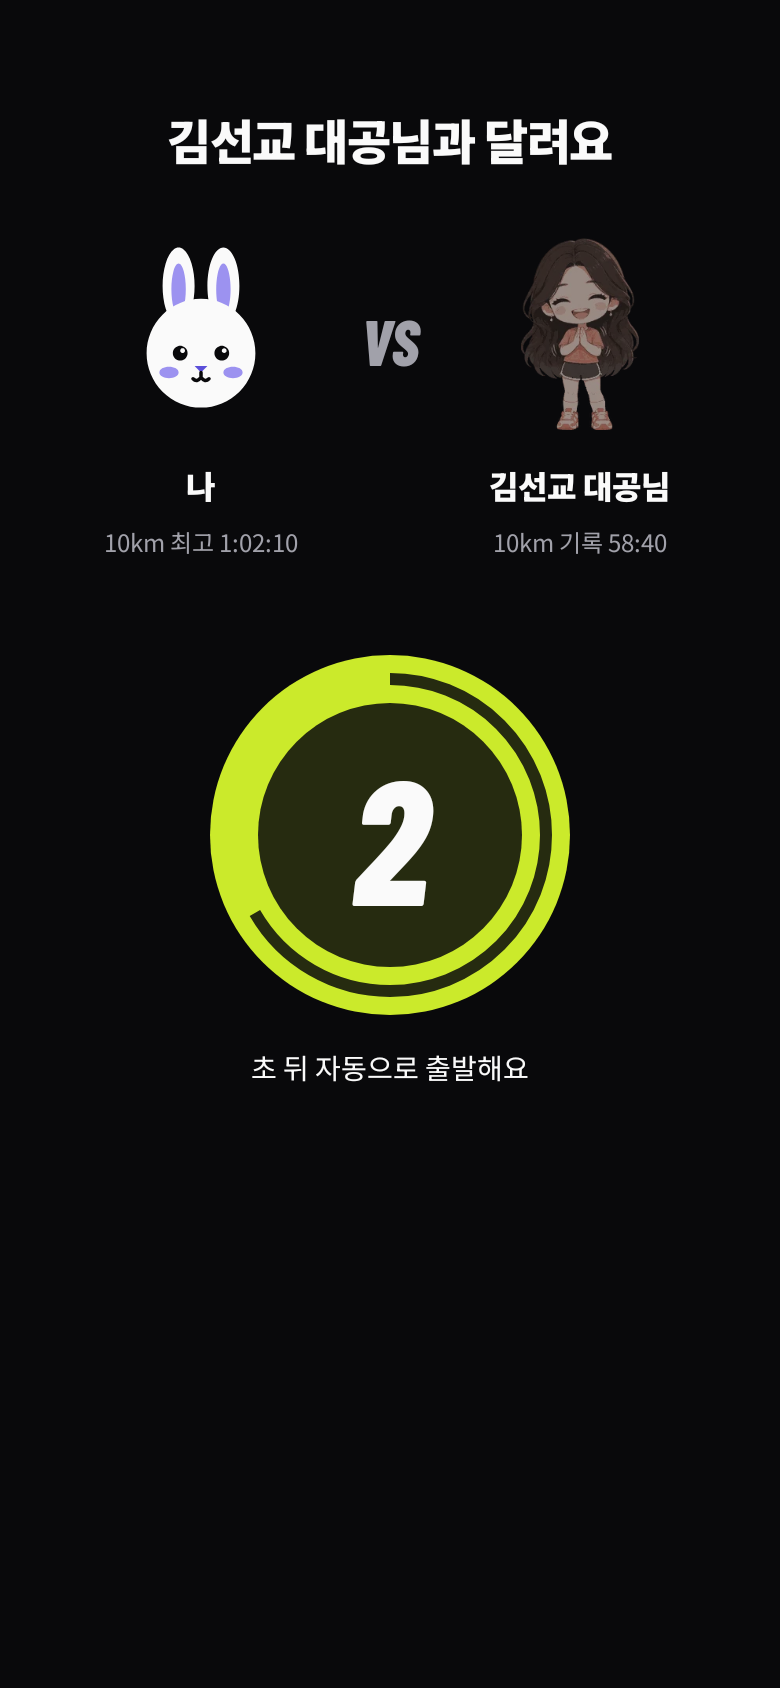 김선교 대공님과 달려요
VS
나
김선교 대공님
10km 최고 1:02:10
10km 기록 58:40
2
초 뒤 자동으로 출발해요